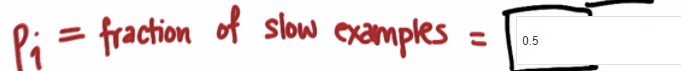 Pi = fraction of slow examples = 0.5